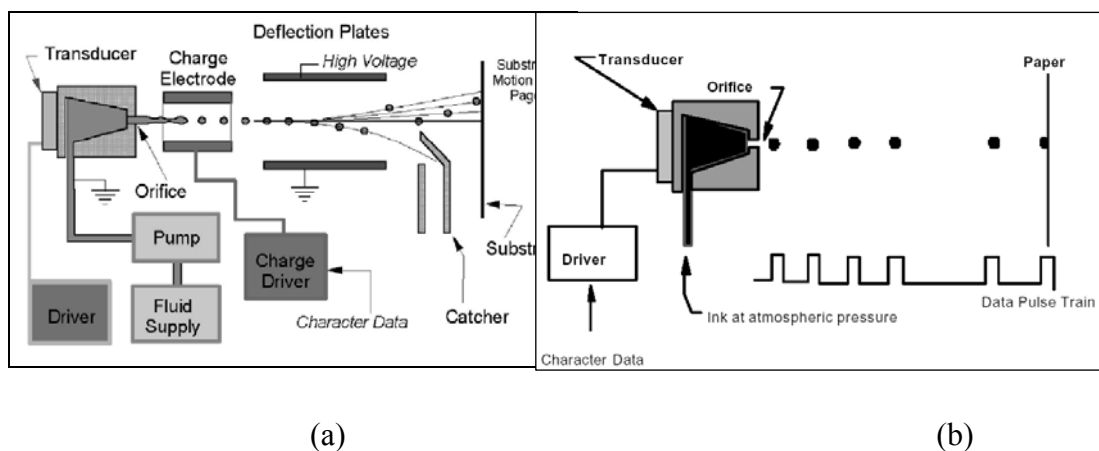 Deflection Plates
Transducer
Charge
Electrode
High Voltage
Motion
Orifice
Pump
Fluid
Supply
Driver
Charge
Driver
Character Data
Catcher
Transducer
Orifice
Paper
Driver
Ink at atmospheric pressure
Data Pulse Train
Character Data
(a)
(b)